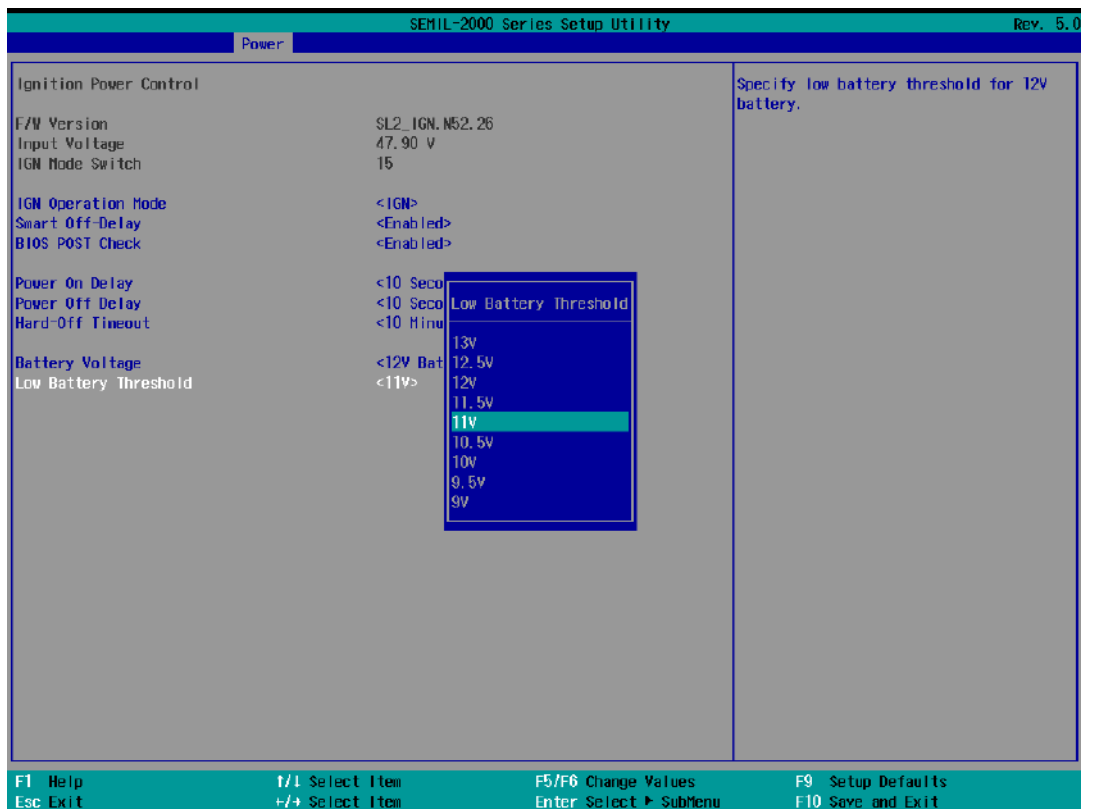 SEMIL-2000 Series Setup Utility Rev. 5.0
Power
Ignition Power Control
F/W Version SL2_IGN.N52.26
Input Voltage 47.90 V
IGN Mode Switch 15
IGN Operation Mode <IGN>
Smart Off-Delay <Enabled>
BIOS POST Check <Enabled>
Power On Delay <10 Seco
Power Off Delay <10 Seco
Hard-Off Timeout <10 Minu
Battery Voltage <12V Bat
Low Battery Threshold <11V>
Low Battery Threshold
13V
12.5V
12V
11.5V
11V
10.5V
10V
9.5V
9V
Specify low battery threshold for 12V
battery.
F1 Help ↑/↓ Select Item F5/F6 Change Values F9 Setup Defaults
Esc Exit ←/→ Select Item Enter Select ▶ SubMenu F10 Save and Exit